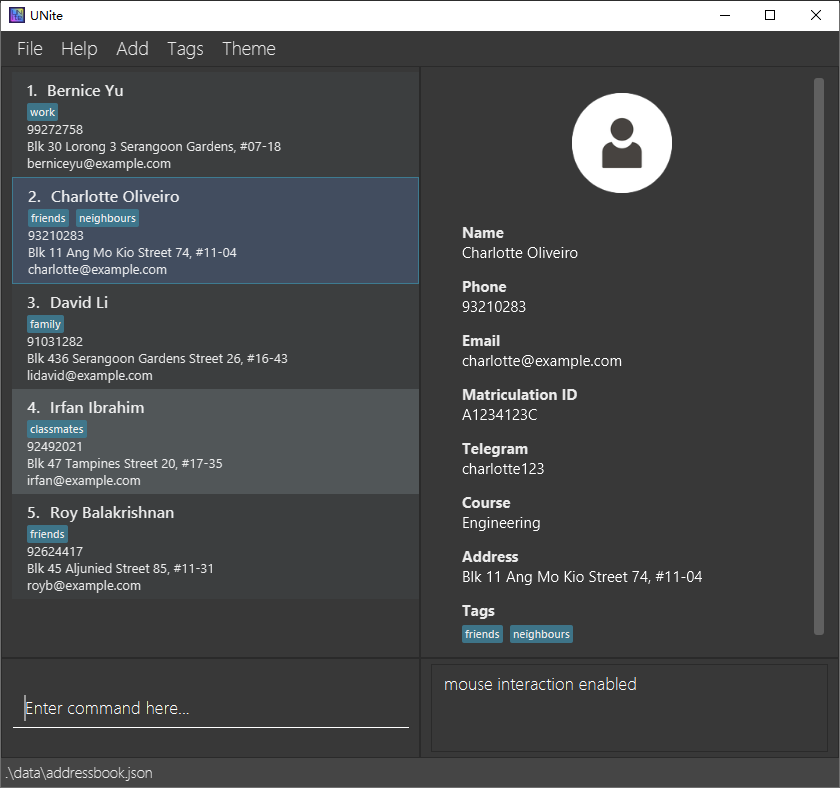 UNite
File Help Add Tags Theme
1. Bernice Yu
work
99272758
Blk 30 Lorong 3 Serangoon Gardens, #07-18
berniceyu@example.com
2. Charlotte Oliveiro
friends neighbours
93210283
Blk 11 Ang Mo Kio Street 74, #11-04
charlotte@example.com
3. David Li
family
91031282
Blk 436 Serangoon Gardens Street 26, #16-43
lidavid@example.com
4. Irfan Ibrahim
classmates
92492021
Blk 47 Tampines Street 20, #17-35
irfan@example.com
5. Roy Balakrishnan
friends
92624417
Blk 45 Aljunied Street 85, #11-31
royb@example.com
Name
Charlotte Oliveiro
Phone
93210283
Email
charlotte@example.com
Matriculation ID
A1234123C
Telegram
charlotte123
Course
Engineering
Address
Blk 11 Ang Mo Kio Street 74, #11-04
Tags
friends neighbours
Enter command here...
mouse interaction enabled
.\data\addressbook.json